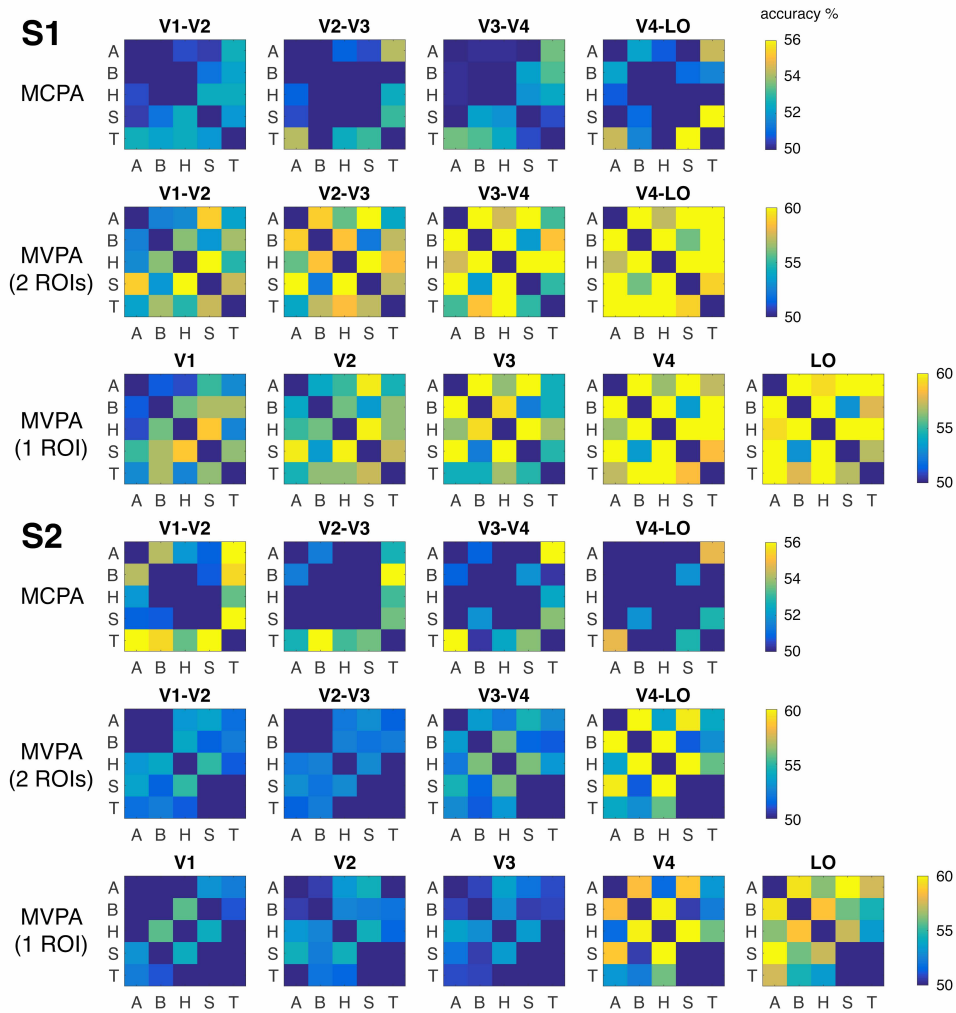 S1
accuracy %
V1-V2 V2-V3 V3-V4 V4-LO
MCPA
A A A A 56
B B B B 54
H H H H
S S S S 52
T T T T 50
A B H S T A B H S T A B H S T A B H S T
V1-V2 V2-V3 V3-V4 V4-LO
MVPA
(2 ROIs)
A A A A 60
B B B B
H H H H 55
S S S S
T T T T 50
A B H S T A B H S T A B H S T A B H S T
V1 V2 V3 V4 LO
MVPA
(1 ROI)
A A A A A 60
B B B B B
H H H H H 55
S S S S S
T T T T T 50
A B H S T A B H S T A B H S T A B H S T A B H S T
S2
V1-V2 V2-V3 V3-V4 V4-LO
MCPA
A A A A 56
B B B B 54
H H H H
S S S S 52
T T T T 50
A B H S T A B H S T A B H S T A B H S T
V1-V2 V2-V3 V3-V4 V4-LO
MVPA
(2 ROIs)
A A A A 60
B B B B
H H H H 55
S S S S
T T T T 50
A B H S T A B H S T A B H S T A B H S T
V1 V2 V3 V4 LO
MVPA
(1 ROI)
A A A A A 60
B B B B B
H H H H H 55
S S S S S
T T T T T 50
A B H S T A B H S T A B H S T A B H S T A B H S T